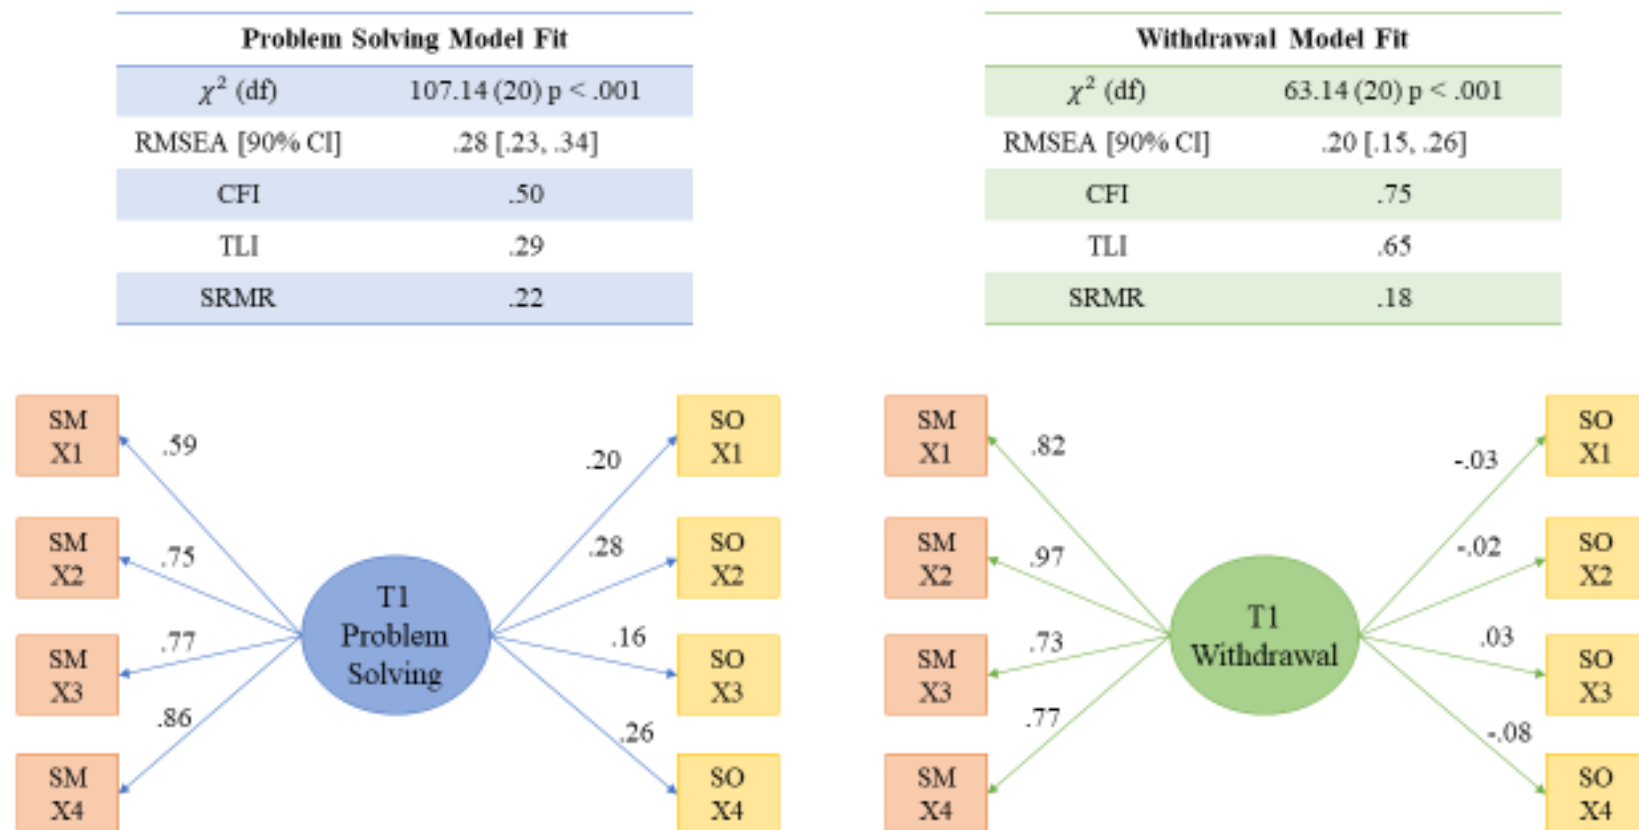 Problem Solving Model Fit
χ² (df) 107.14 (20) p < .001
RMSEA [90% CI] .28 [.23, .34]
CFI .50
TLI .29
SRMR .22
Withdrawal Model Fit
χ² (df) 63.14 (20) p < .001
RMSEA [90% CI] .20 [.15, .26]
CFI .75
TLI .65
SRMR .18
SM
X1
SM
X2
SM
X3
SM
X4
.59
.75
.77
.86
T1
Problem
Solving
.20
.28
.16
.26
SO
X1
SO
X2
SO
X3
SO
X4
SM
X1
SM
X2
SM
X3
SM
X4
.82
.97
.73
.77
T1
Withdrawal
-.03
-.02
.03
-.08
SO
X1
SO
X2
SO
X3
SO
X4